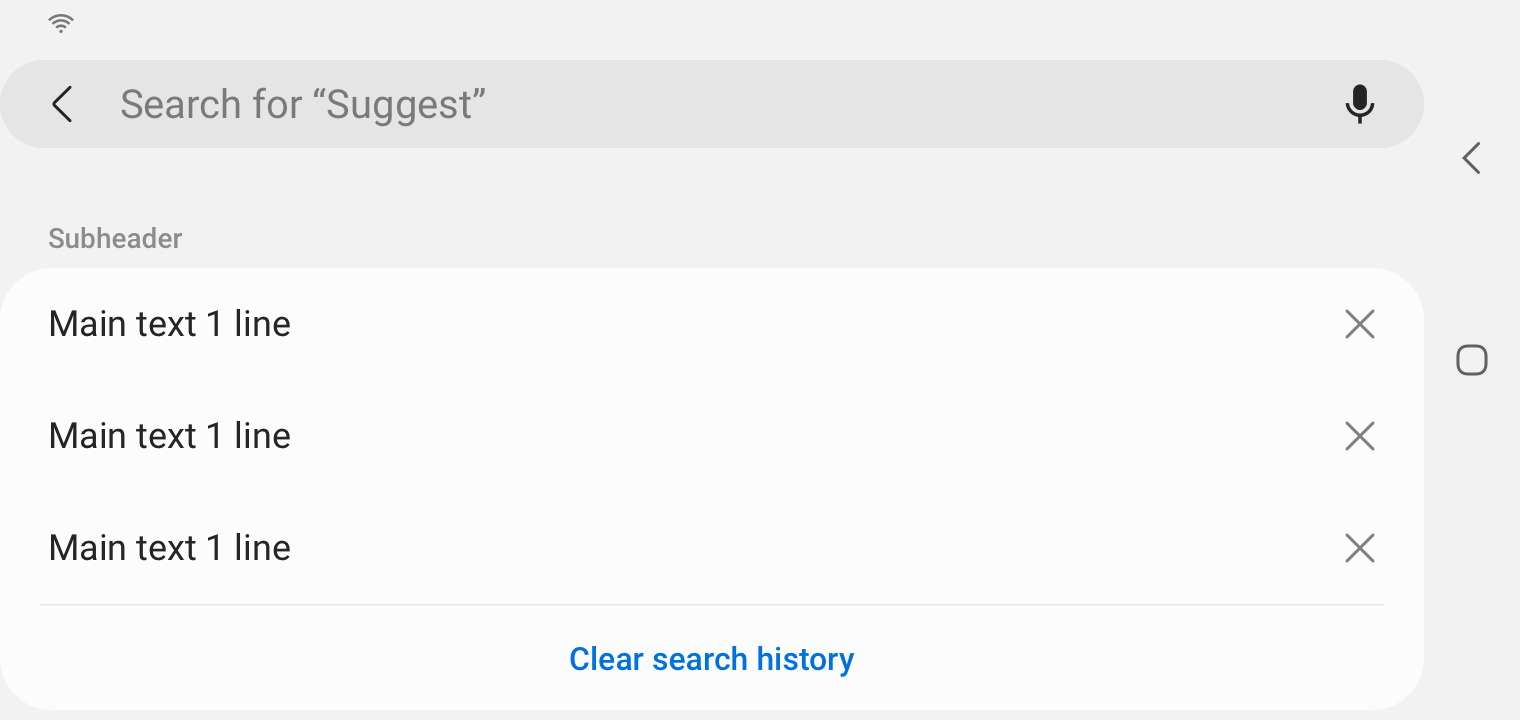 Search for “Suggest”
Subheader
Main text 1 line
Main text 1 line
Main text 1 line
Clear search history